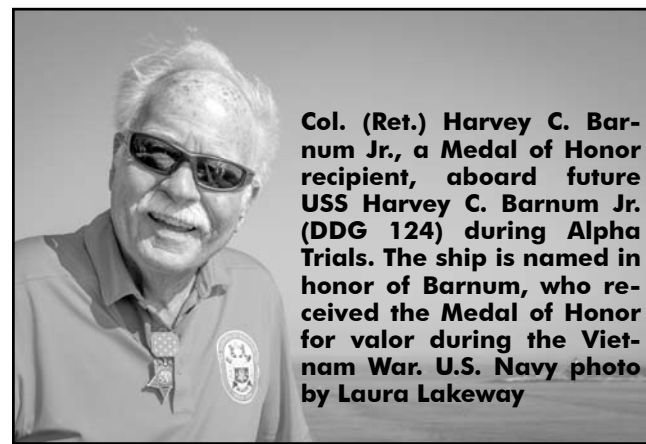 Col. (Ret.) Harvey C. Bar-
num Jr., a Medal of Honor
recipient, aboard future
USS Harvey C. Barnum Jr.
(DDG 124) during Alpha
Trials. The ship is named in
honor of Barnum, who re-
ceived the Medal of Honor
for valor during the Viet-
nam War. U.S. Navy photo
by Laura Lakeway